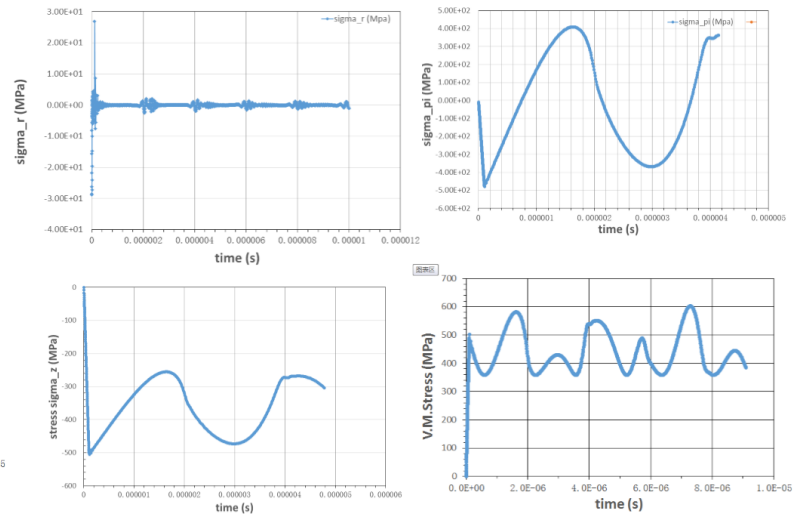 sigma_r (Mpa)
3.00E+01
2.00E+01
1.00E+01
0.00E+00
-1.00E+01
-2.00E+01
-3.00E+01
-4.00E+01
sigma_r (MPa)
0 0.000002 0.000004 0.000006 0.000008 0.00001 0.000012
time (s)
sigma_pi (Mpa)
5.00E+02
4.00E+02
3.00E+02
2.00E+02
1.00E+02
0.00E+00
-1.00E+02
-2.00E+02
-3.00E+02
-4.00E+02
-5.00E+02
-6.00E+02
sigma_pi (MPa)
0 0.000001 0.000002 0.000003 0.000004 0.000005
time (s)
0
-100
-200
-300
-400
-500
-600
stress sigma_z (MPa)
0 0.000001 0.000002 0.000003 0.000004 0.000005 0.000006
time (s)
图表区
700
600
500
400
300
200
100
0
V.M.Stress (MPa)
0.0E+00 2.0E-06 4.0E-06 6.0E-06 8.0E-06 1.0E-05
time (s)